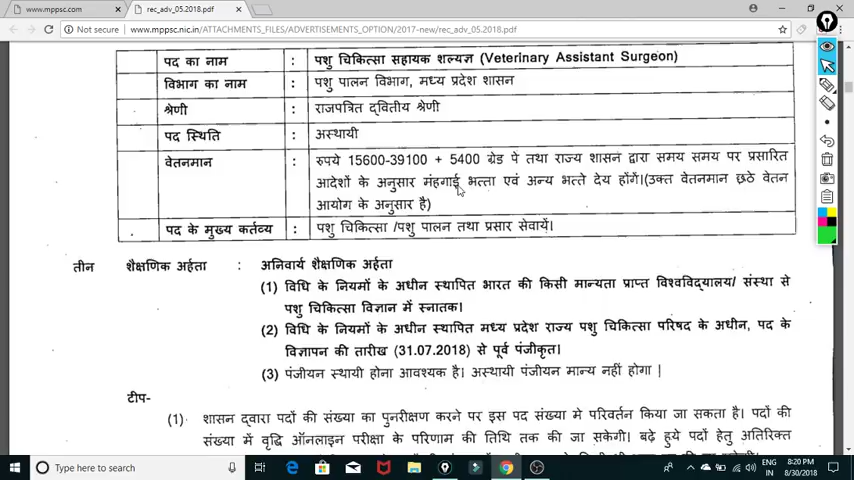 www.mppsc.com
rec_adv_05.2018.pdf
Not secure | www.mppsc.nic.in/ATTACHMENTS_FILES/ADVERTISEMENTS_OPTION/2017-new/rec_adv_05.2018.pdf
पद का नाम : पशु चिकित्सा सहायक शल्यज्ञ (Veterinary Assistant Surgeon)
विभाग का नाम : पशु पालन विभाग, मध्य प्रदेश शासन
श्रेणी : राजपत्रित द्वितीय श्रेणी
पद स्थिति : अस्थायी
वेतनमान : रुपये 15600-39100 + 5400 ग्रेड पे तथा राज्य शासन द्वारा समय समय पर प्रसारित
आदेशों के अनुसार मंहगाई भत्ता एवं अन्य भत्ते देय होंगें।(उक्त वेतनमान छठे वेतन
आयोग के अनुसार है)
पद के मुख्य कर्तव्य : पशु चिकित्सा /पशु पालन तथा प्रसार सेवायें।
तीन शैक्षणिक अर्हता : अनिवार्य शैक्षणिक अर्हता
(1) विधि के नियमों के अधीन स्थापित भारत की किसी मान्यता प्राप्त विश्वविद्यालय/ संस्था से
पशु चिकित्सा विज्ञान में स्नातक।
(2) विधि के नियमों के अधीन स्थापित मध्य प्रदेश राज्य पशु चिकित्सा परिषद के अधीन, पद के
विज्ञापन की तारीख (31.07.2018) से पूर्व पंजीकृत।
(3) पंजीयन स्थायी होना आवश्यक है। अस्थायी पंजीयन मान्य नहीं होगा |
टीप-
(1) शासन द्वारा पदों की संख्या का पुनरीक्षण करने पर इस पद संख्या मे परिवर्तन किया जा सकता है। पदों की
संख्या में वृद्धि ऑनलाइन परीक्षा के परिणाम की तिथि तक की जा सकेगी। बढ़े हुये पदों हेतु अतिरिक्त
Type here to search
ENG
IN
8:20 PM
8/30/2018